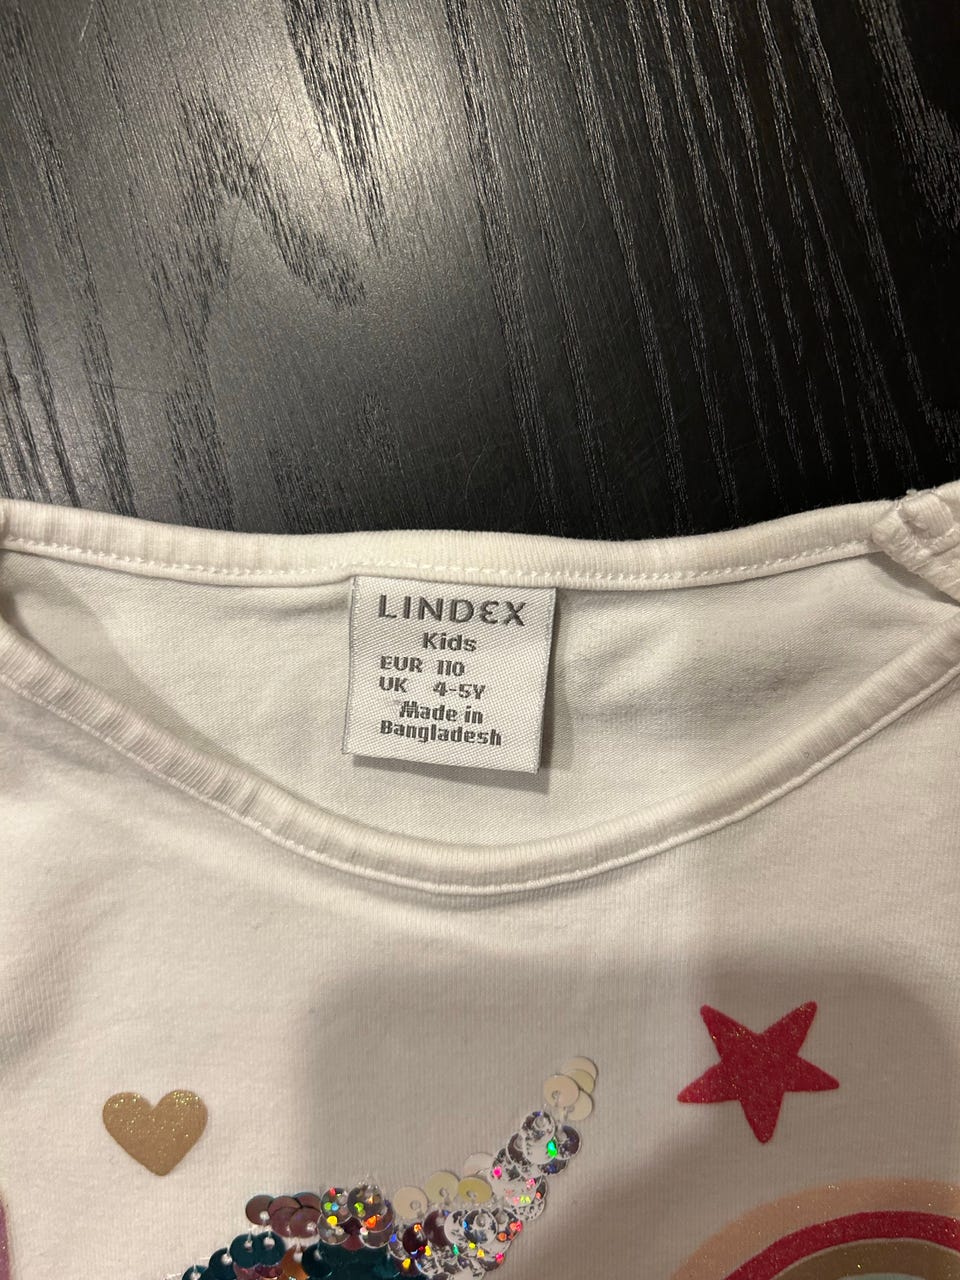 LINDEX
Kids
EUR 110
UK 4-5Y
Made in
Bangladesh